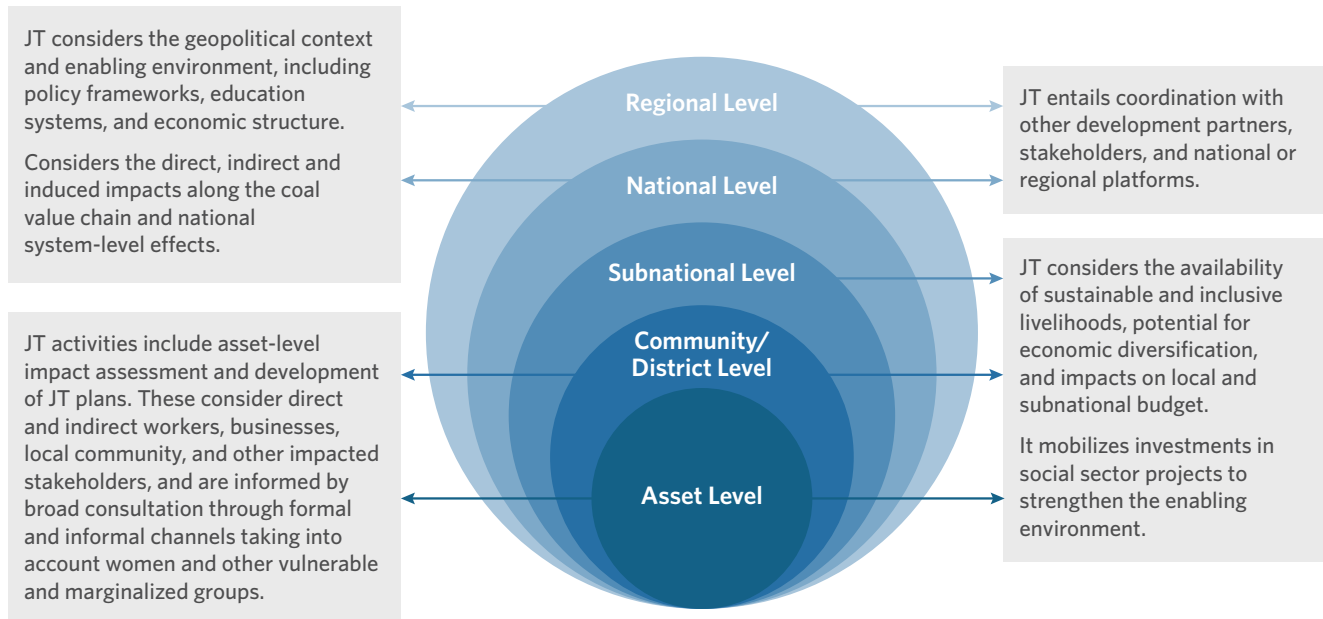 JT considers the geopolitical context
and enabling environment, including
policy frameworks, education
systems, and economic structure.
Considers the direct, indirect and
induced impacts along the coal
value chain and national
system-level effects.
JT activities include asset-level
impact assessment and development
of JT plans. These consider direct
and indirect workers, businesses,
local community, and other impacted
stakeholders, and are informed by
broad consultation through formal
and informal channels taking into
account women and other vulnerable
and marginalized groups.
Regional Level
National Level
Subnational Level
Community/
District Level
Asset Level
JT entails coordination with
other development partners,
stakeholders, and national or
regional platforms.
JT considers the availability
of sustainable and inclusive
livelihoods, potential for
economic diversification,
and impacts on local and
subnational budget.
It mobilizes investments in
social sector projects to
strengthen the enabling
environment.